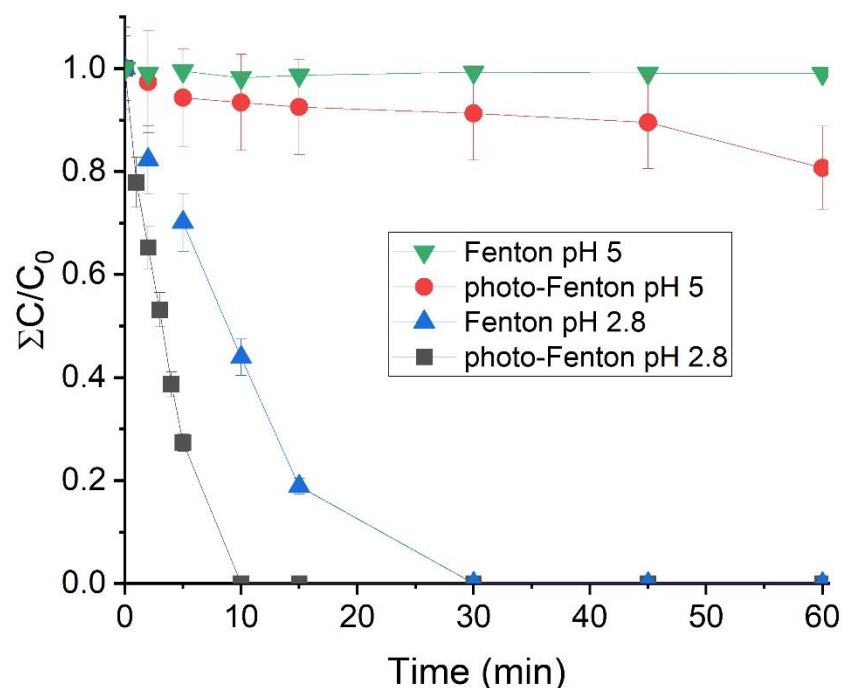 1.0
0.8
0.6
0.4
0.2
0.0
ΣC/C₀
Fenton pH 5
photo-Fenton pH 5
Fenton pH 2.8
photo-Fenton pH 2.8
0 10 20 30 40 50 60
Time (min)